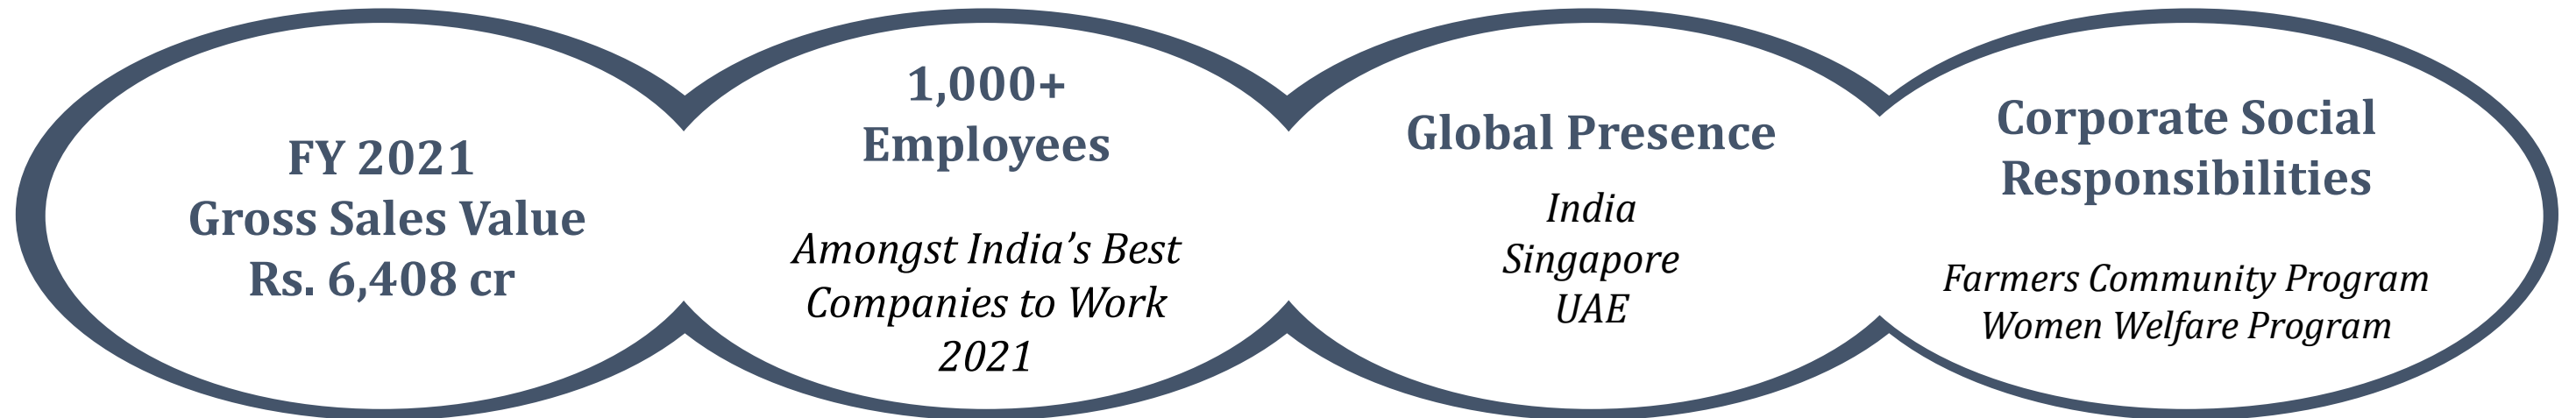 FY 2021
Gross Sales Value
Rs. 6,408 cr
1,000+
Employees
Amongst India’s Best
Companies to Work
2021
Global Presence
India
Singapore
UAE
Corporate Social
Responsibilities
Farmers Community Program
Women Welfare Program